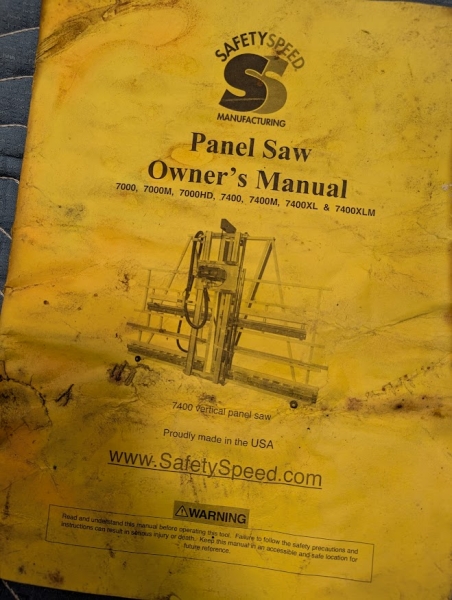 SAFETY SPEED
SS
MANUFACTURING
Panel Saw
Owner's Manual
7000, 7000M, 7000HD, 7400, 7400M, 7400XL & 7400XLM
7400 vertical panel saw
Proudly made in the USA
www.SafetySpeed.com
WARNING
Read and understand this manual before operating this tool. Failure to follow the safety precautions and
instructions can result in serious injury or death. Keep this manual in an accessible and safe location for
future reference.